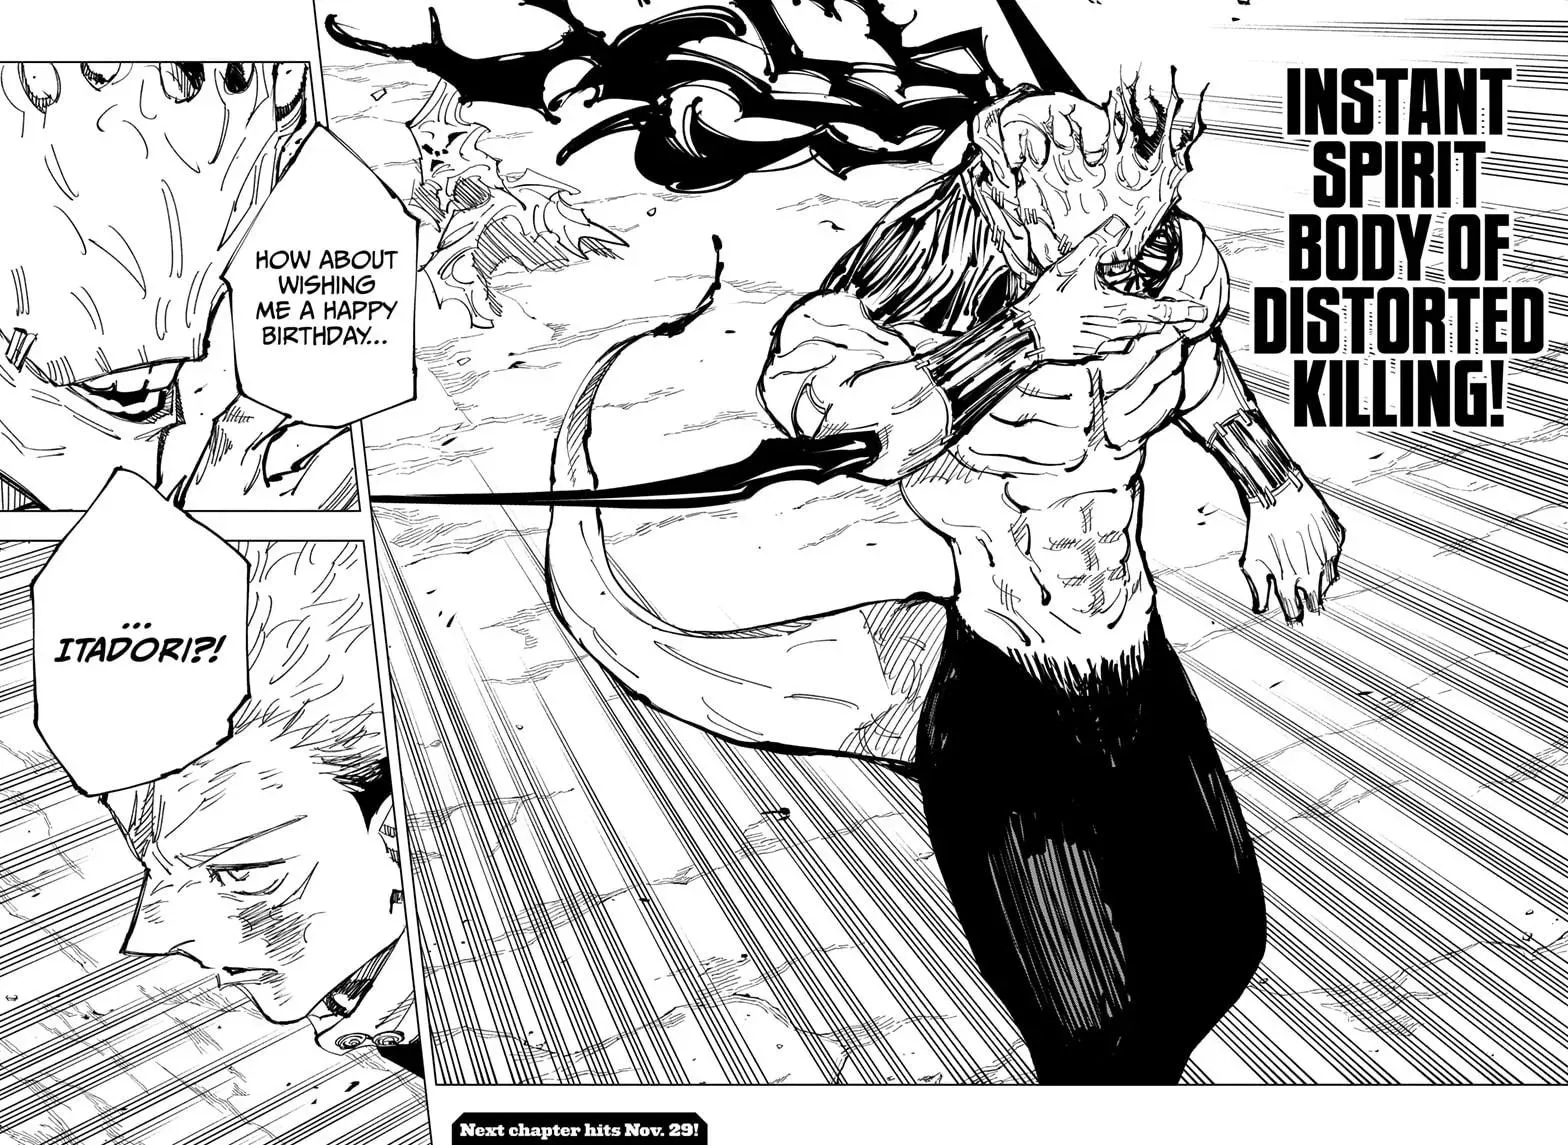 INSTANT
SPIRIT
BODY OF
DISTORTED
KILLING!
HOW ABOUT
WISHING
ME A HAPPY
BIRTHDAY...
...
ITADORI?!
Next chapter hits Nov. 29!